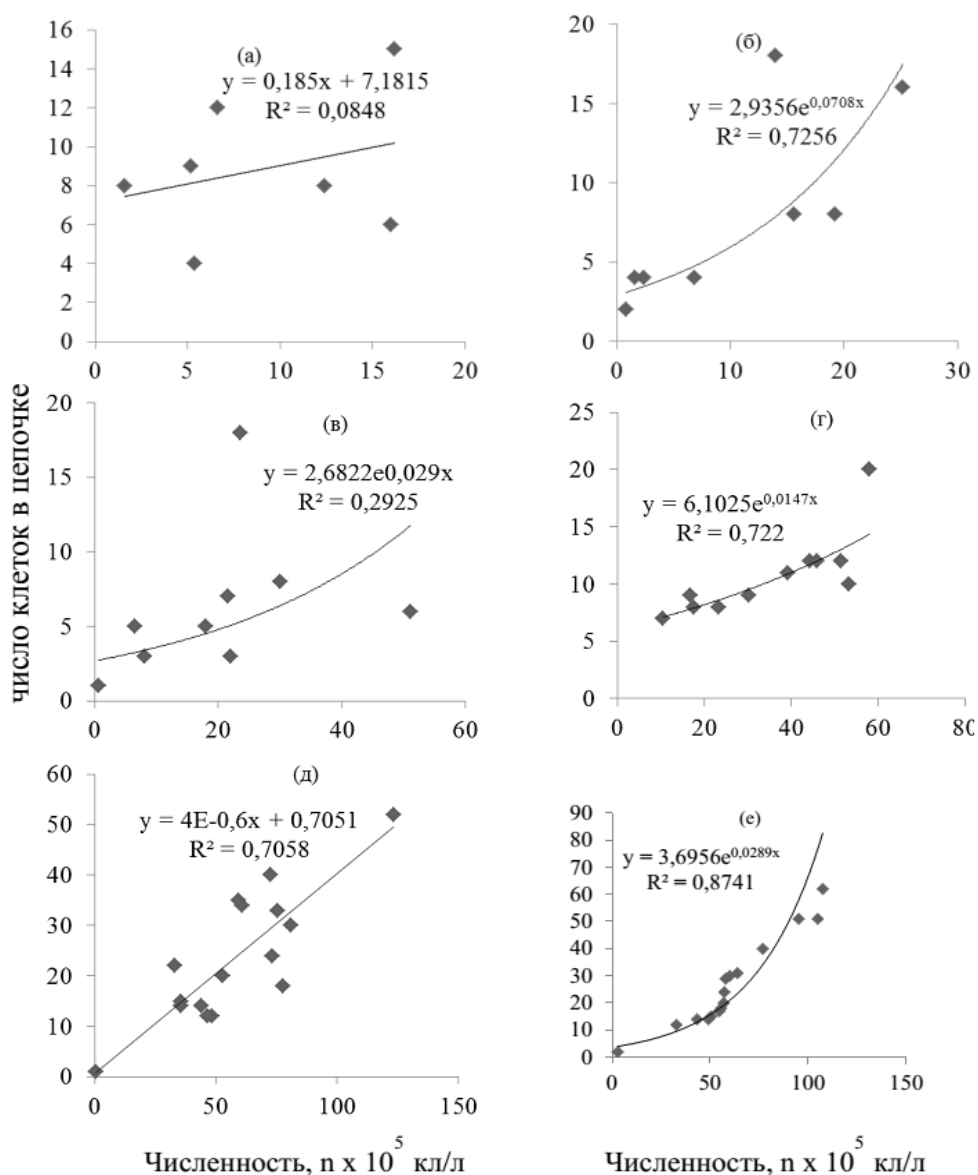 16
14
12
10
8
6
4
2
0
(а)
y = 0,185x + 7,1815
R² = 0,0848
0 5 10 15 20
20
15
10
5
0
(б)
y = 2,9356e^0,0708x
R² = 0,7256
0 10 20 30
число клеток в цепочке
20
15
10
5
0
(в)
y = 2,6822e0,029x
R² = 0,2925
0 20 40 60
25
20
15
10
5
0
(г)
y = 6,1025e^0,0147x
R² = 0,722
0 20 40 60 80
60
50
40
30
20
10
0
(д)
y = 4E-0,6x + 0,7051
R² = 0,7058
0 50 100 150
Численность, n x 10⁵ кл/л
90
80
70
60
50
40
30
20
10
0
(е)
y = 3,6956e^0,0289x
R² = 0,8741
0 50 100 150
Численность, n x 10⁵ кл/л